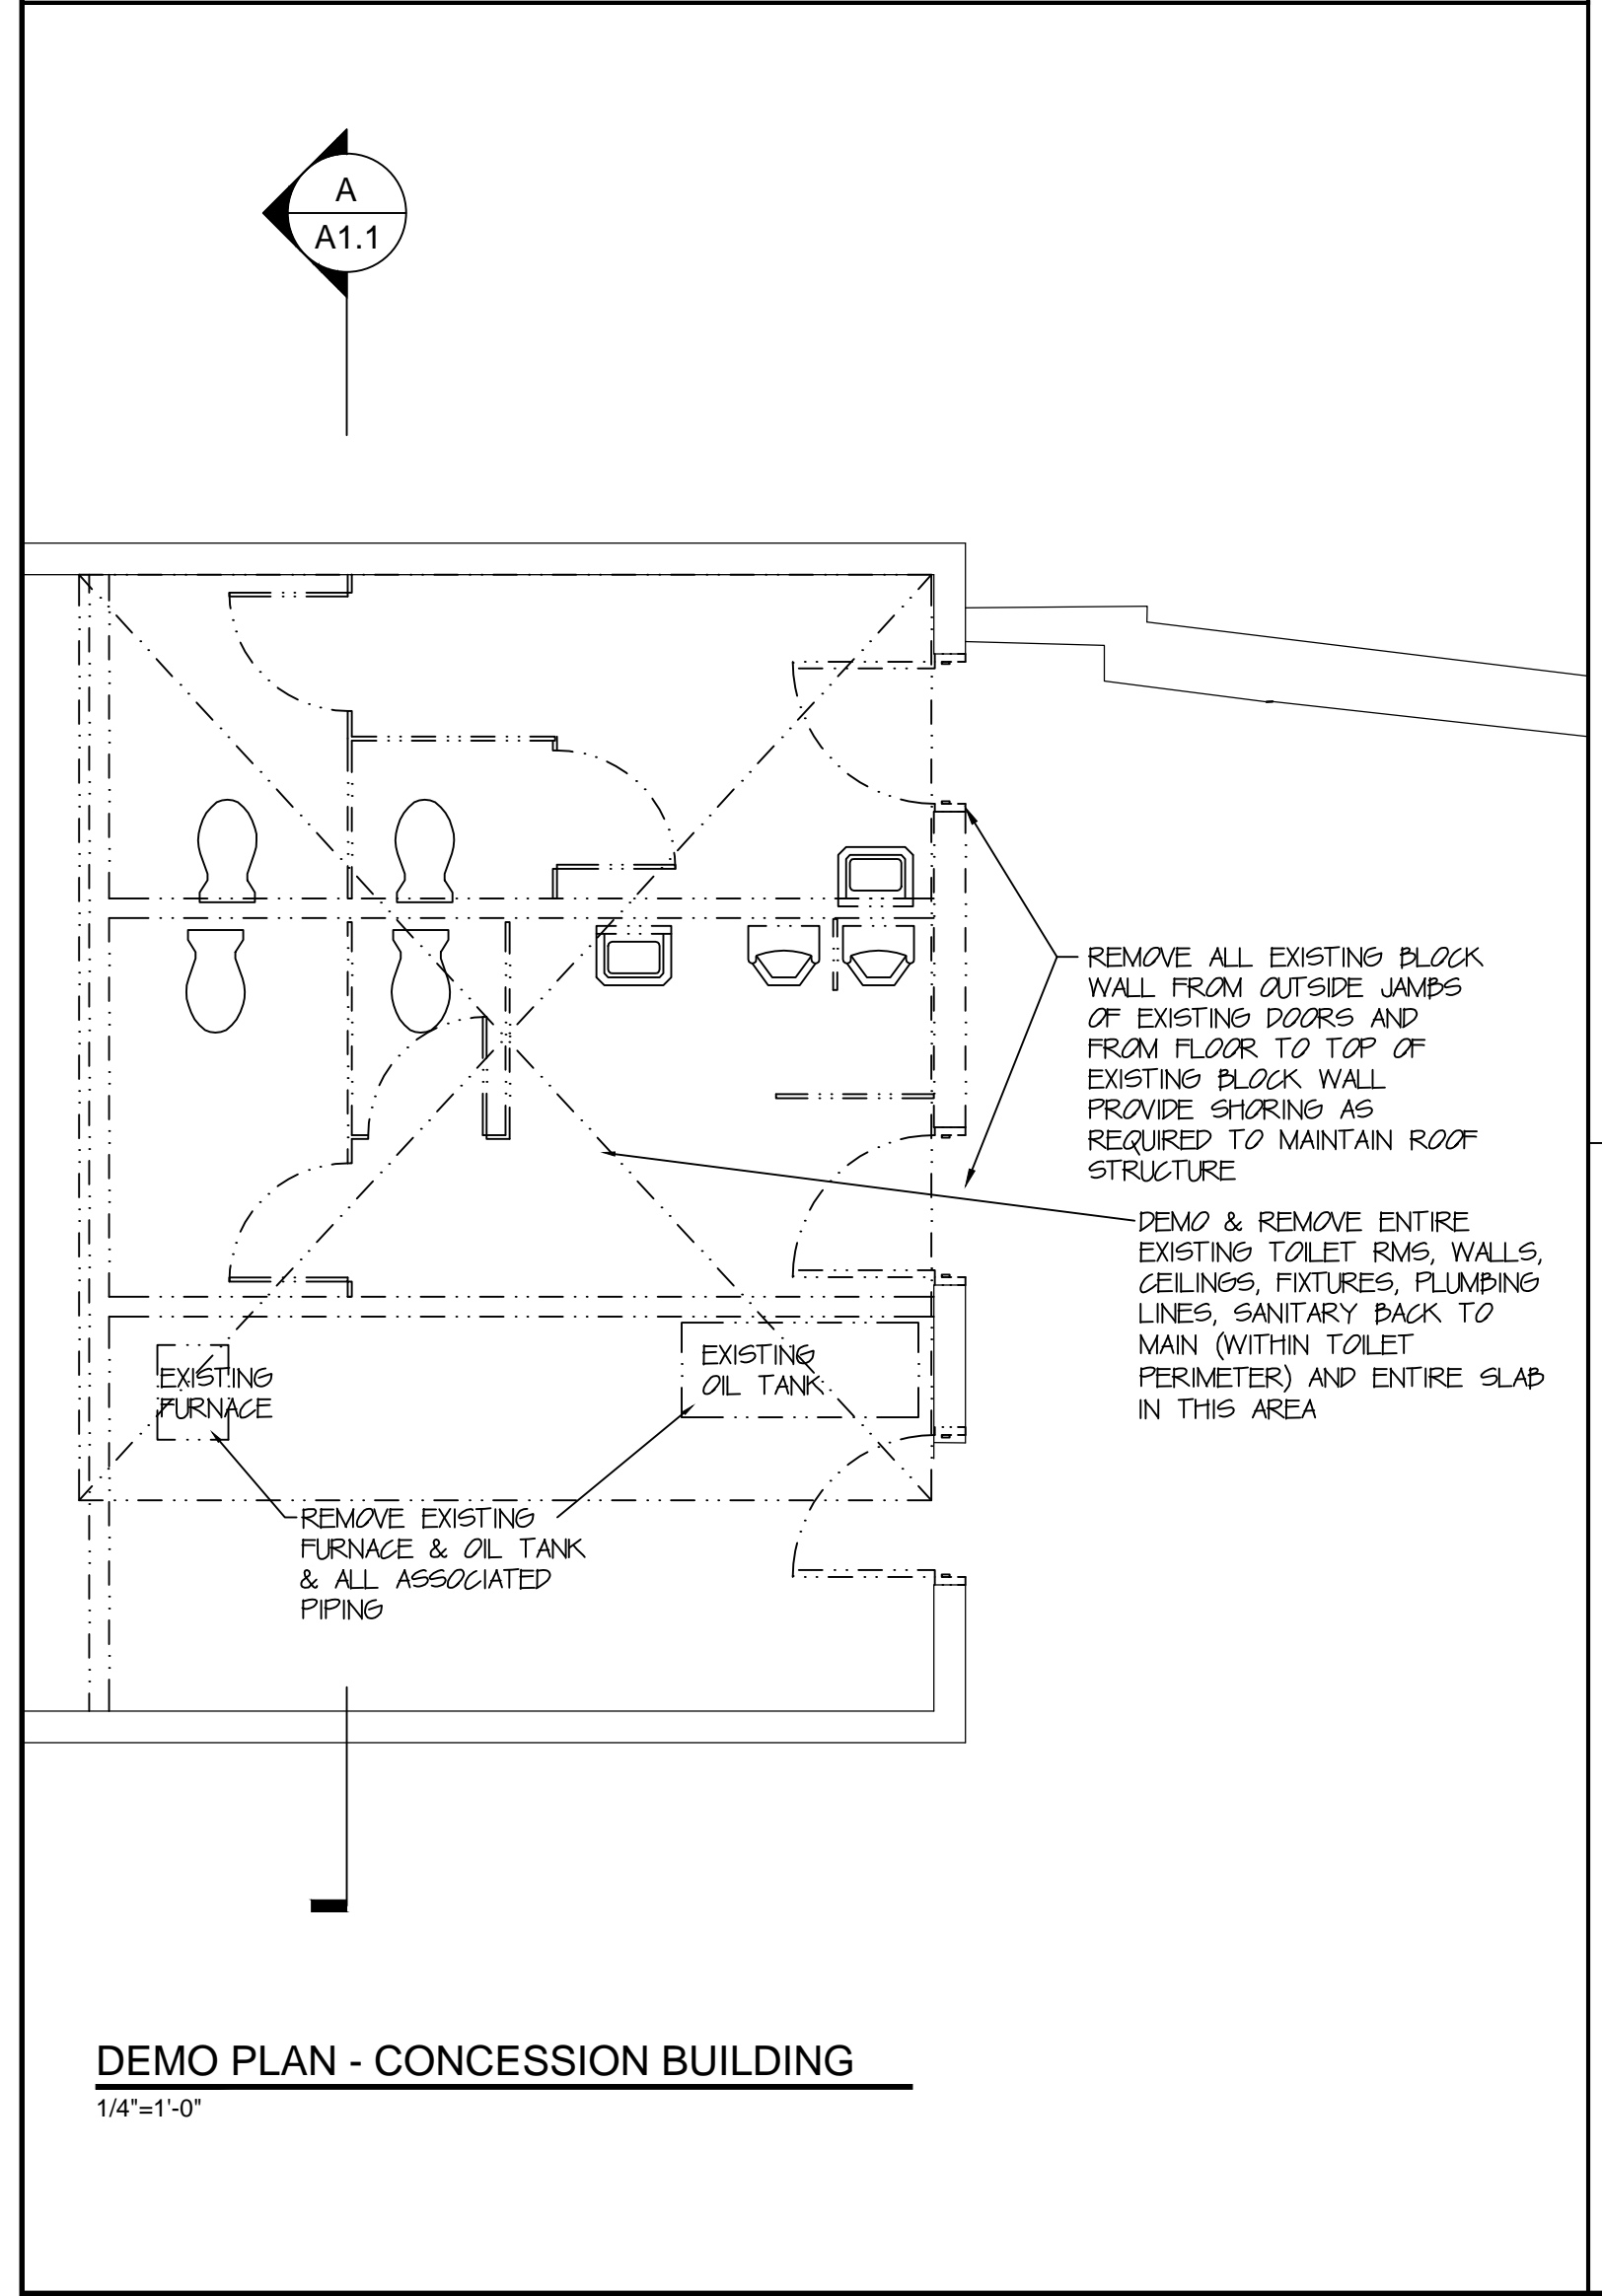 A
A1.1
REMOVE ALL EXISTING BLOCK
WALL FROM OUTSIDE JAMBS
OF EXISTING DOORS AND
FROM FLOOR TO TOP OF
EXISTING BLOCK WALL
PROVIDE SHORING AS
REQUIRED TO MAINTAIN ROOF
STRUCTURE
DEMO & REMOVE ENTIRE
EXISTING TOILET RMS, WALLS,
CEILINGS, FIXTURES, PLUMBING
LINES, SANITARY BACK TO
MAIN (WITHIN TOILET
PERIMETER) AND ENTIRE SLAB
IN THIS AREA
EXISTING
FURNACE
EXISTING
OIL TANK
REMOVE EXISTING
FURNACE & OIL TANK
& ALL ASSOCIATED
PIPING
DEMO PLAN - CONCESSION BUILDING
1/4"=1'-0"